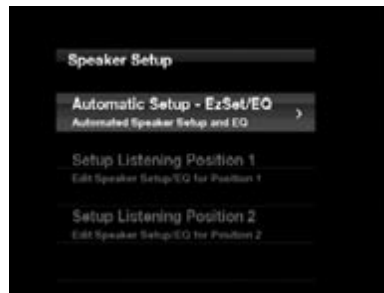 Speaker Setup
Automatic Setup - EzSet/EQ
Automated Speaker Setup and EQ
Setup Listening Position 1
Edit Speaker Setup/EQ for Position 1
Setup Listening Position 2
Edit Speaker Setup/EQ for Position 2